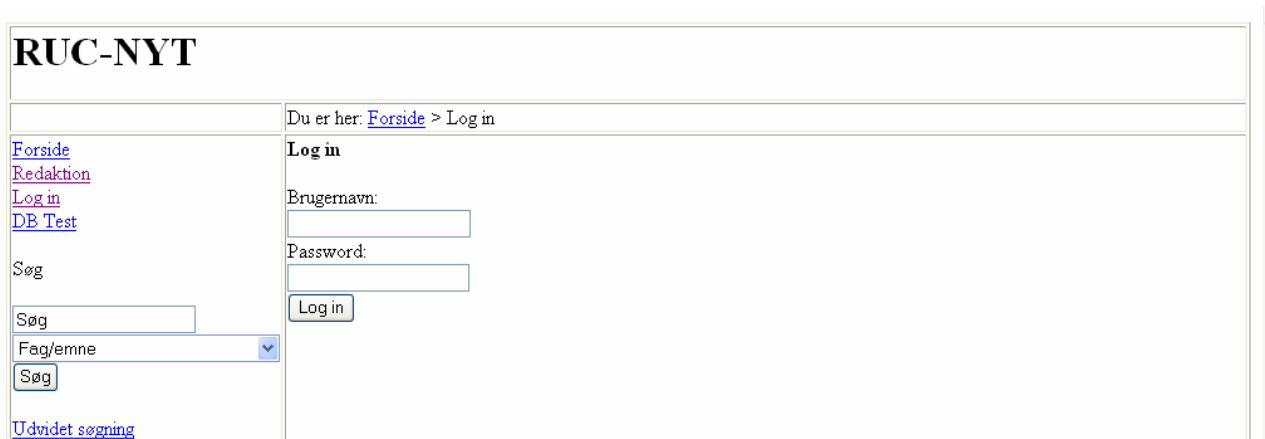 RUC-NYT
Du er her: Forside > Log in
Forside
Redaktion
Log in
DB Test
Søg
Søg
Fag/emne
Søg
Udvidet søgning
Log in
Brugernavn:
Password:
Log in